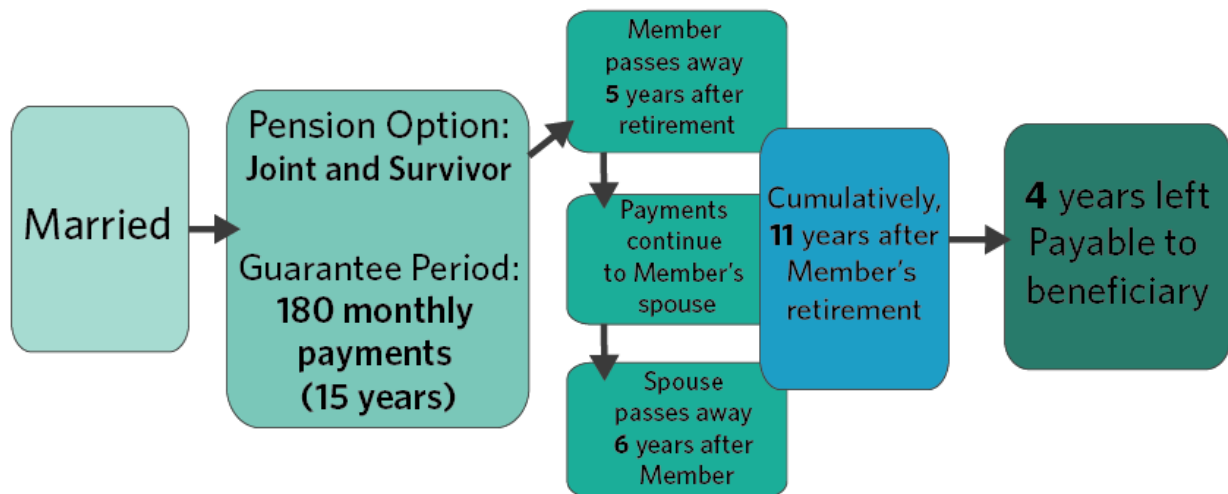 Married
Pension Option:
Joint and Survivor
Guarantee Period:
180 monthly
payments
(15 years)
Member
passes away
5 years after
retirement
Payments
continue
to Member's
spouse
Spouse
passes away
6 years after
Member
Cumulatively,
11 years after
Member's
retirement
4 years left
Payable to
beneficiary